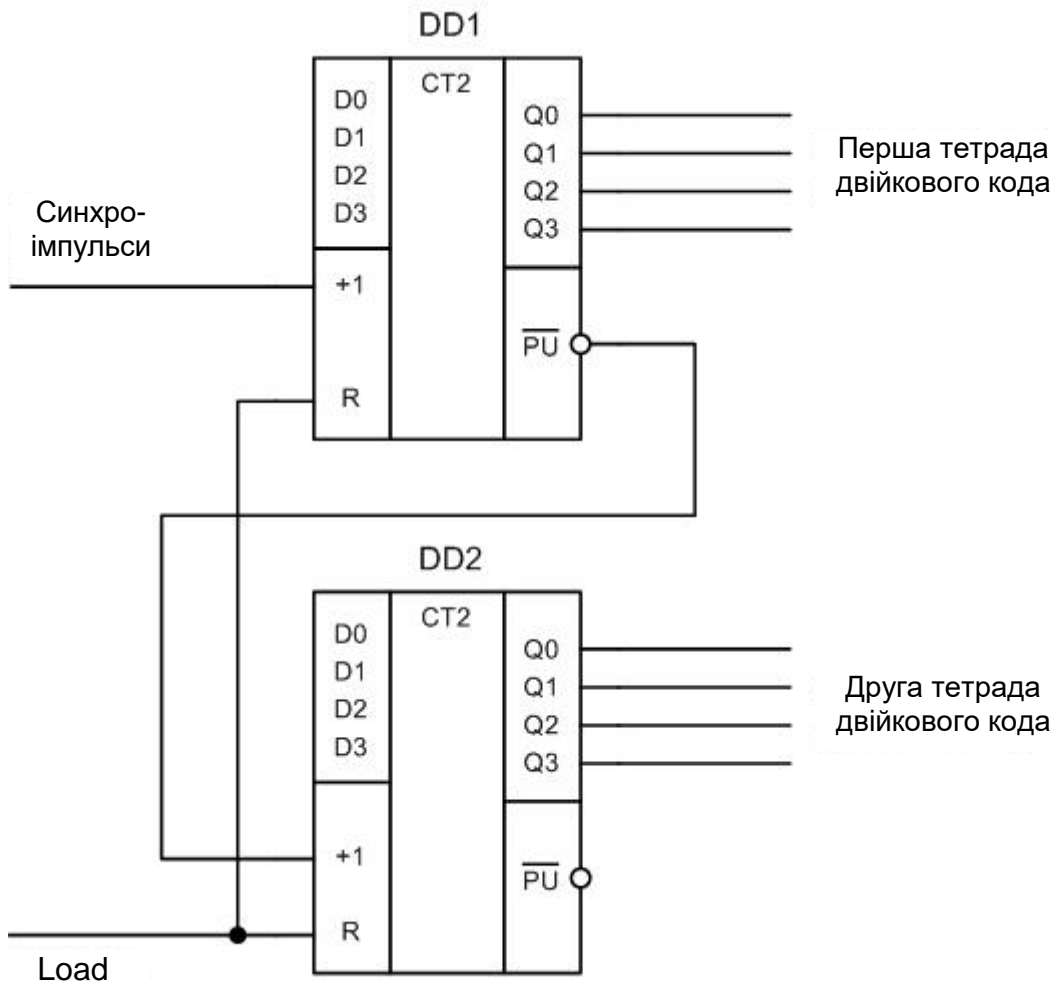 DD1
CT2
D0
D1
D2
D3
+1
R
Q0
Q1
Q2
Q3
PU
Синхро-
імпульси
Перша тетрада
двійкового кода
DD2
CT2
D0
D1
D2
D3
+1
R
Q0
Q1
Q2
Q3
PU
Друга тетрада
двійкового кода
Load